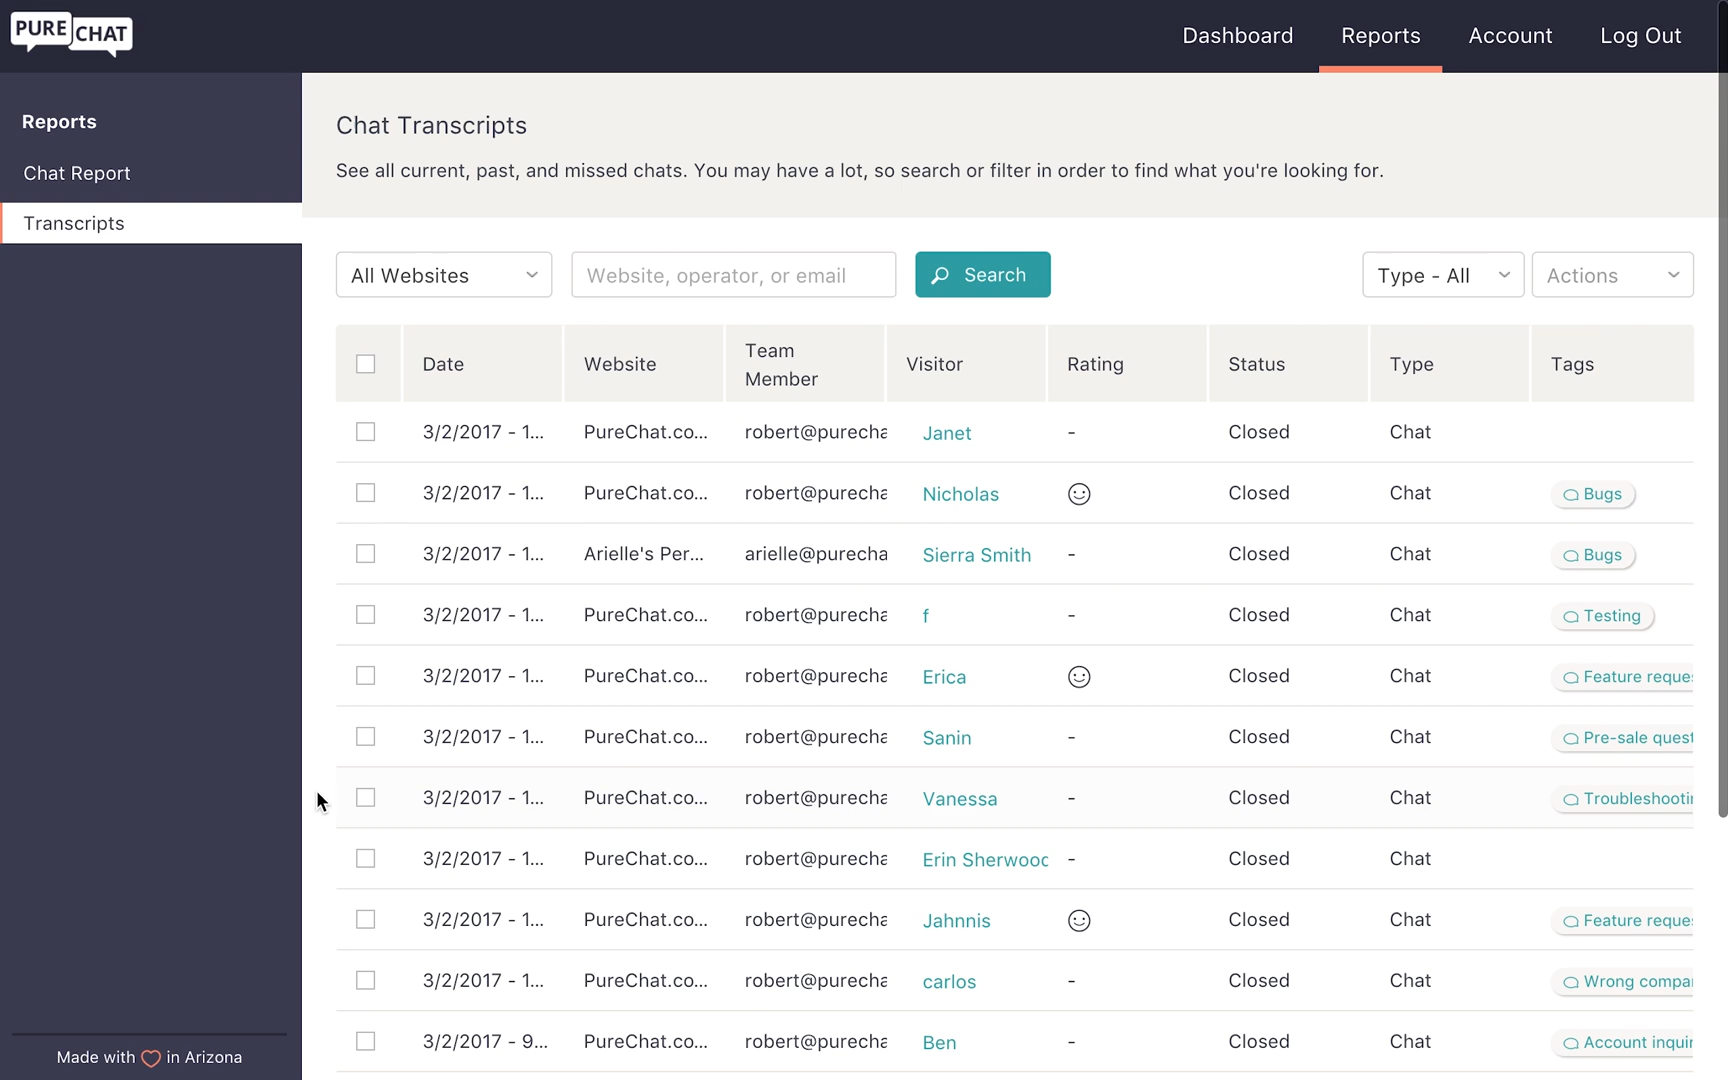 PURE CHAT
Dashboard Reports Account Log Out
Reports
Chat Report
Transcripts
Made with in Arizona
Chat Transcripts
See all current, past, and missed chats. You may have a lot, so search or filter in order to find what you're looking for.
All Websites Website, operator, or email Search Type - All Actions
Date Website Team Member Visitor Rating Status Type Tags
3/2/2017 - 1... PureChat.co... robert@purecha Janet - Closed Chat
3/2/2017 - 1... PureChat.co... robert@purecha Nicholas Closed Chat Bugs
3/2/2017 - 1... Arielle's Per... arielle@purecha Sierra Smith - Closed Chat Bugs
3/2/2017 - 1... PureChat.co... robert@purecha f - Closed Chat Testing
3/2/2017 - 1... PureChat.co... robert@purecha Erica Closed Chat Feature reques
3/2/2017 - 1... PureChat.co... robert@purecha Sanin - Closed Chat Pre-sale quest
3/2/2017 - 1... PureChat.co... robert@purecha Vanessa - Closed Chat Troubleshootin
3/2/2017 - 1... PureChat.co... robert@purecha Erin Sherwood - Closed Chat
3/2/2017 - 1... PureChat.co... robert@purecha Jahnnis Closed Chat Feature reques
3/2/2017 - 1... PureChat.co... robert@purecha carlos - Closed Chat Wrong compan
3/2/2017 - 9... PureChat.co... robert@purecha Ben - Closed Chat Account inquir